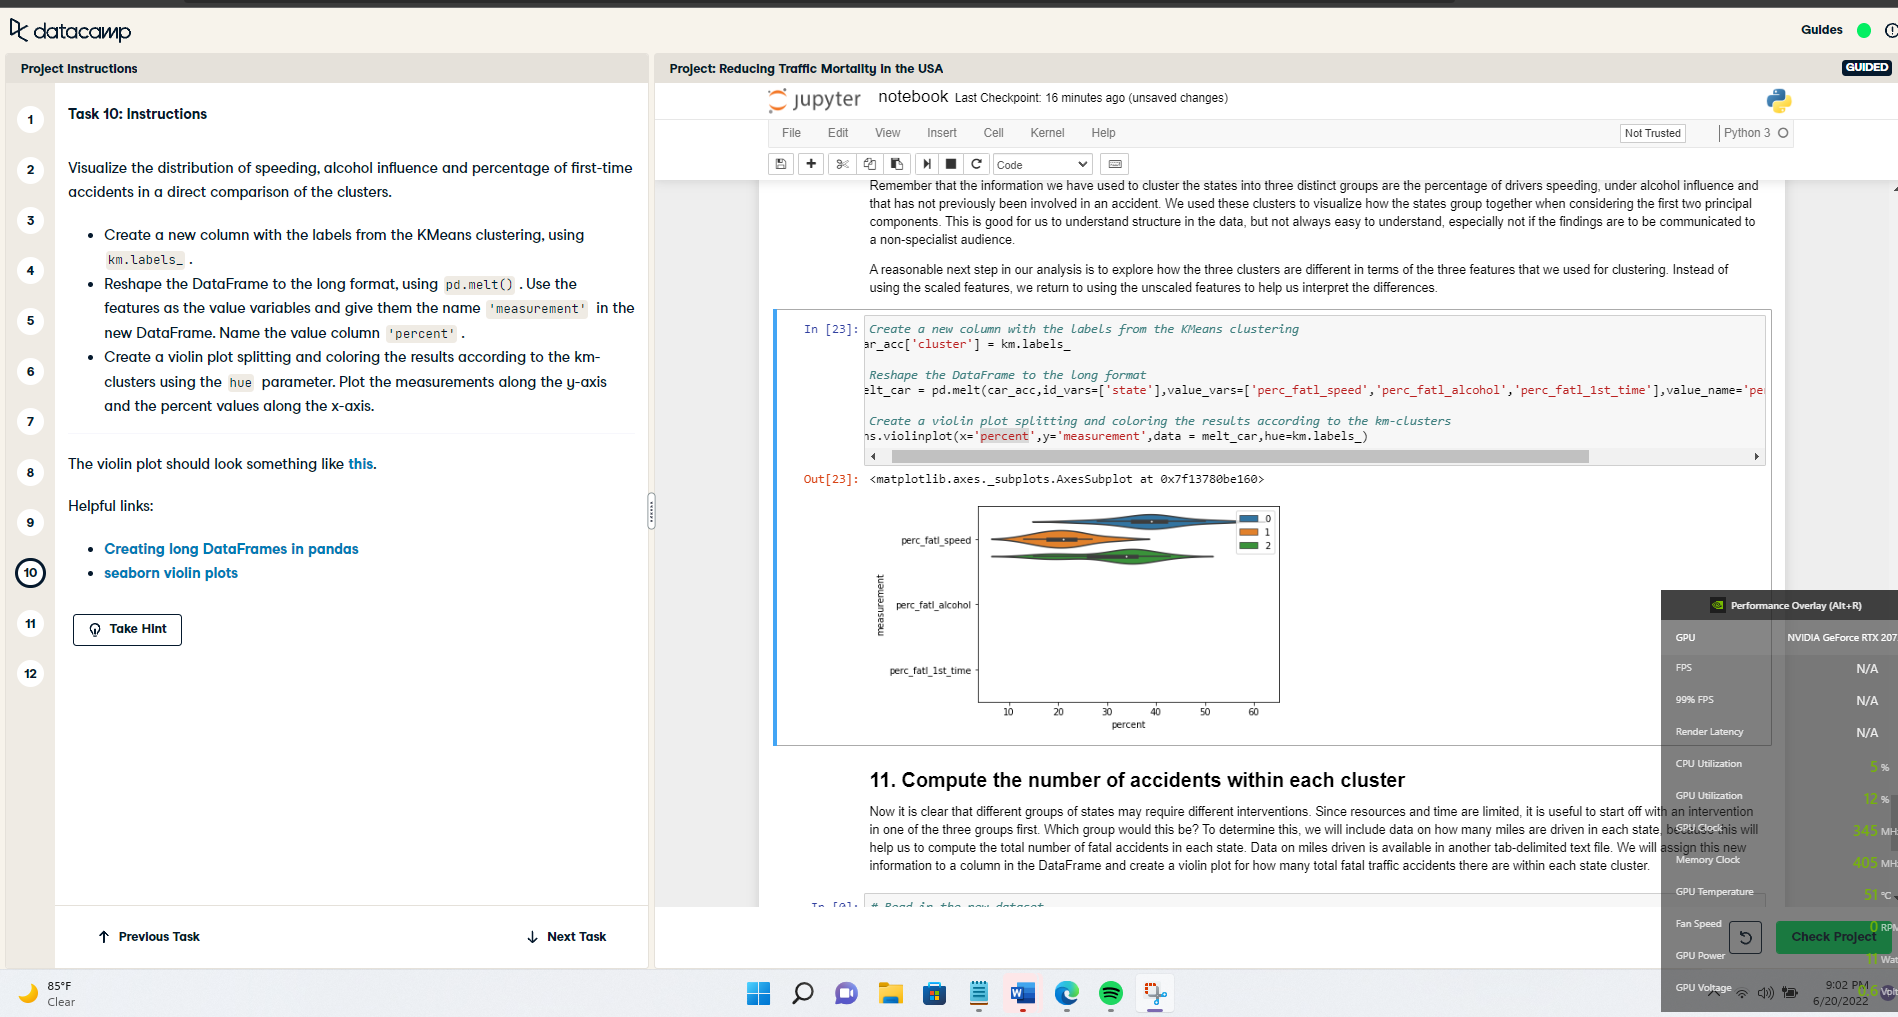 datacamp
Guides
Project Instructions
Project: Reducing Traffic Mortality in the USA
GUIDED
1
2
3
4
5
6
7
8
9
10
11
12
Task 10: Instructions
Visualize the distribution of speeding, alcohol influence and percentage of first-time
accidents in a direct comparison of the clusters.
Create a new column with the labels from the KMeans clustering, using
km.labels_ .
Reshape the DataFrame to the long format, using pd.melt() . Use the
features as the value variables and give them the name 'measurement' in the
new DataFrame. Name the value column 'percent' .
Create a violin plot splitting and coloring the results according to the km-
clusters using the hue parameter. Plot the measurements along the y-axis
and the percent values along the x-axis.
The violin plot should look something like this.
Helpful links:
Creating long DataFrames in pandas
seaborn violin plots
Take Hint
Previous Task
Next Task
jupyter notebook Last Checkpoint: 16 minutes ago (unsaved changes)
File Edit View Insert Cell Kernel Help
Not Trusted
Python 3
Code
Remember that the information we have used to cluster the states into three distinct groups are the percentage of drivers speeding, under alcohol influence and
that has not previously been involved in an accident. We used these clusters to visualize how the states group together when considering the first two principal
components. This is good for us to understand structure in the data, but not always easy to understand, especially not if the findings are to be communicated to
a non-specialist audience.
A reasonable next step in our analysis is to explore how the three clusters are different in terms of the three features that we used for clustering. Instead of
using the scaled features, we return to using the unscaled features to help us interpret the differences.
In [23]: Create a new column with the labels from the KMeans clustering
ar_acc['cluster'] = km.labels_
Reshape the DataFrame to the long format
elt_car = pd.melt(car_acc,id_vars=['state'],value_vars=['perc_fatl_speed','perc_fatl_alcohol','perc_fatl_1st_time'],value_name='pe
Create a violin plot splitting and coloring the results according to the km-clusters
ns.violinplot(x='percent',y='measurement',data = melt_car,hue=km.labels_)
Out[23]: <matplotlib.axes._subplots.AxesSubplot at 0x7f13780be160>
0
1
2
perc_fatl_speed
perc_fatl_alcohol
perc_fatl_1st_time
measurement
10 20 30 40 50 60
percent
11. Compute the number of accidents within each cluster
Now it is clear that different groups of states may require different interventions. Since resources and time are limited, it is useful to start off with an intervention
in one of the three groups first. Which group would this be? To determine this, we will include data on how many miles are driven in each state, because this will
help us to compute the total number of fatal accidents in each state. Data on miles driven is available in another tab-delimited text file. We will assign this new
information to a column in the DataFrame and create a violin plot for how many total fatal traffic accidents there are within each state cluster.
In [0]: # Read in the new dataset
Check Project
Performance Overlay (Alt+R)
GPU NVIDIA GeForce RTX 207
FPS N/A
99% FPS N/A
Render Latency N/A
CPU Utilization 5 %
GPU Utilization 12 %
GPU Clock 345 MH
Memory Clock 405 MH
GPU Temperature 51 °C
Fan Speed 0 RPM
GPU Power 11 Wat
GPU Voltage 0.6 Volt
85°F
Clear
9:02 PM
6/20/2022